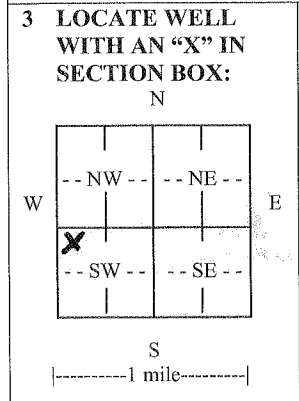 3 LOCATE WELL
WITH AN “X” IN
SECTION BOX:
N
-- NW -- -- NE --
W E
X
-- SW -- -- SE --
S
|----------1 mile---------|